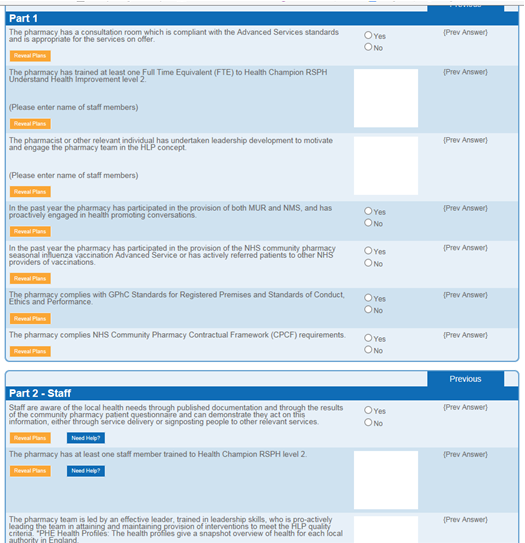 Previous
Part 1
The pharmacy has a consultation room which is compliant with the Advanced Services standards
and is appropriate for the services on offer.
Yes
No
{Prev Answer}
Reveal Plans
The pharmacy has trained at least one Full Time Equivalent (FTE) to Health Champion RSPH
Understand Health Improvement level 2.
{Prev Answer}
(Please enter name of staff members)
Reveal Plans
The pharmacist or other relevant individual has undertaken leadership development to motivate
and engage the pharmacy team in the HLP concept.
{Prev Answer}
(Please enter name of staff members)
Reveal Plans
In the past year the pharmacy has participated in the provision of both MUR and NMS, and has
proactively engaged in health promoting conversations.
Yes
No
{Prev Answer}
Reveal Plans
In the past year the pharmacy has participated in the provision of the NHS community pharmacy
seasonal influenza vaccination Advanced Service or has actively referred patients to other NHS
providers of vaccinations.
Yes
No
{Prev Answer}
Reveal Plans
The pharmacy complies with GPhC Standards for Registered Premises and Standards of Conduct,
Ethics and Performance.
Yes
No
{Prev Answer}
Reveal Plans
The pharmacy complies NHS Community Pharmacy Contractual Framework (CPCF) requirements.
Yes
No
{Prev Answer}
Reveal Plans
Previous
Part 2 - Staff
Staff are aware of the local health needs through published documentation and through the results
of the community pharmacy patient questionnaire and can demonstrate they act on this
information, either through service delivery or signposting people to other relevant services.
Yes
No
{Prev Answer}
Reveal Plans
Need Help?
The pharmacy has at least one staff member trained to Health Champion RSPH level 2.
{Prev Answer}
Reveal Plans
Need Help?
The pharmacy team is led by an effective leader, trained in leadership skills, who is pro-actively
leading the team in attaining and maintaining provision of interventions to meet the HLP quality
criteria. *PHE Health Profiles: The health profiles give a snapshot overview of health for each local
authority in England.
{Prev Answer}